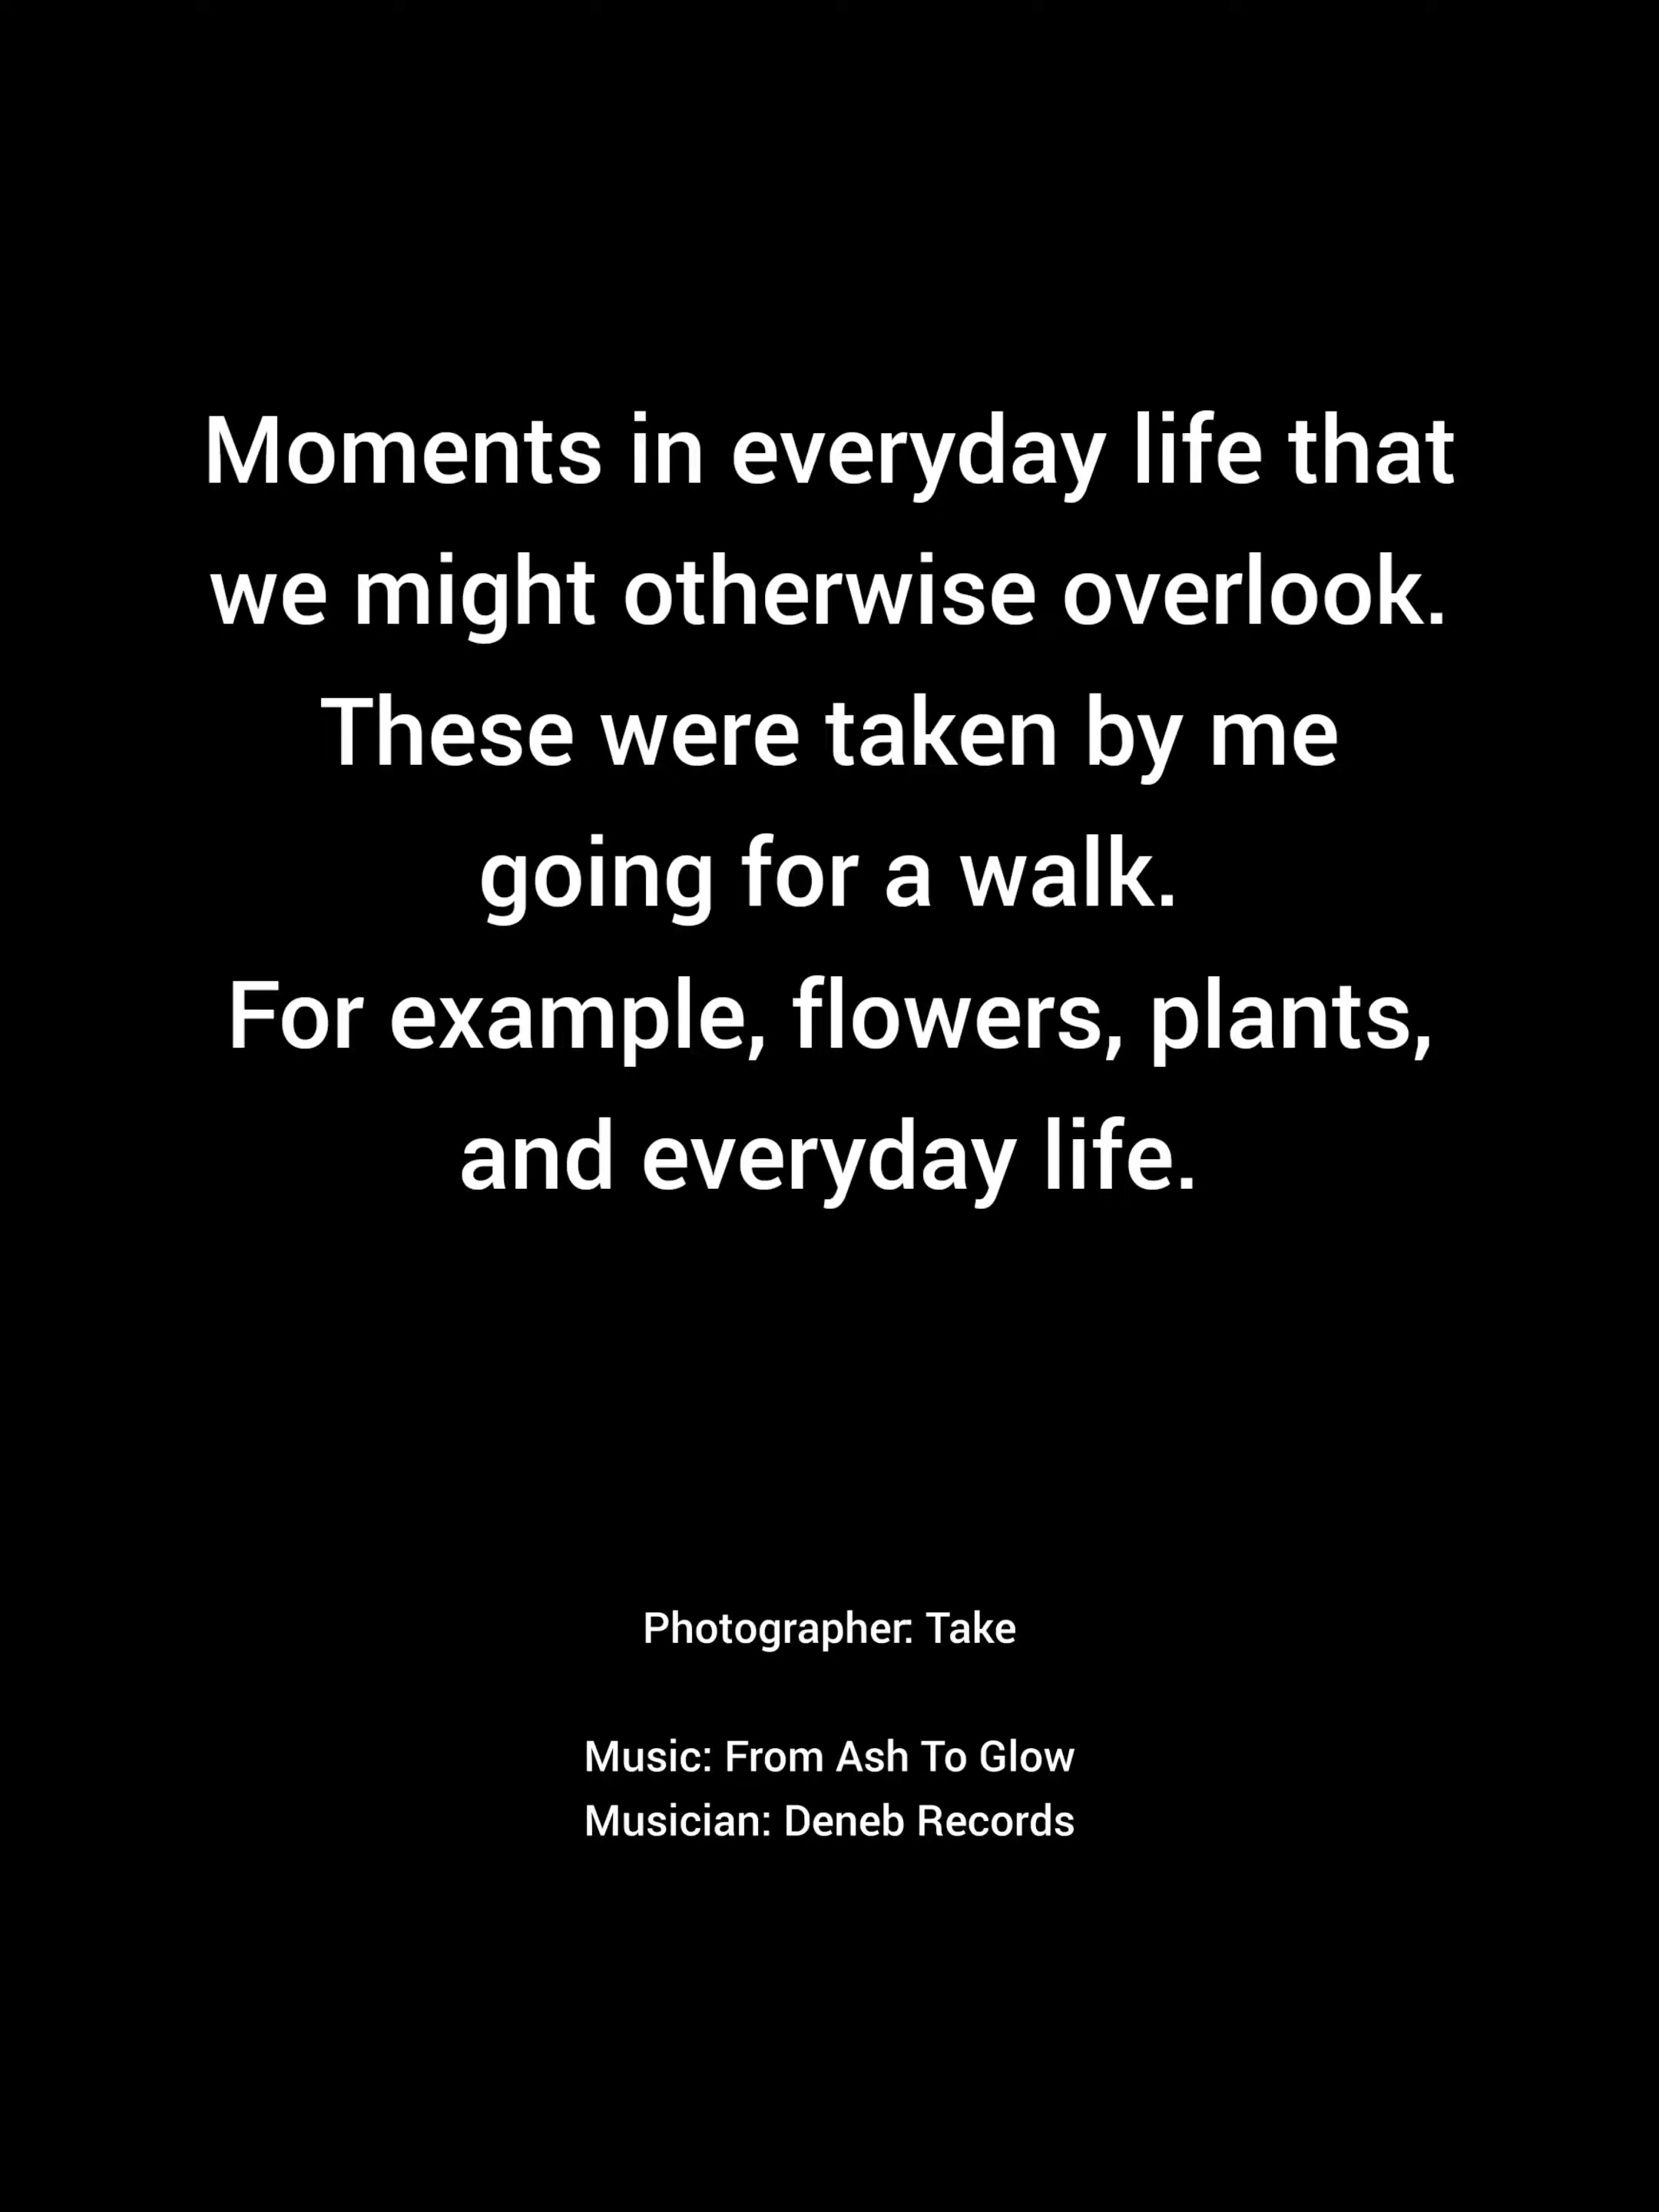 Moments in everyday life that
we might otherwise overlook.
These were taken by me
going for a walk.
For example, flowers, plants,
and everyday life.
Photographer: Take
Music: From Ash To Glow
Musician: Deneb Records